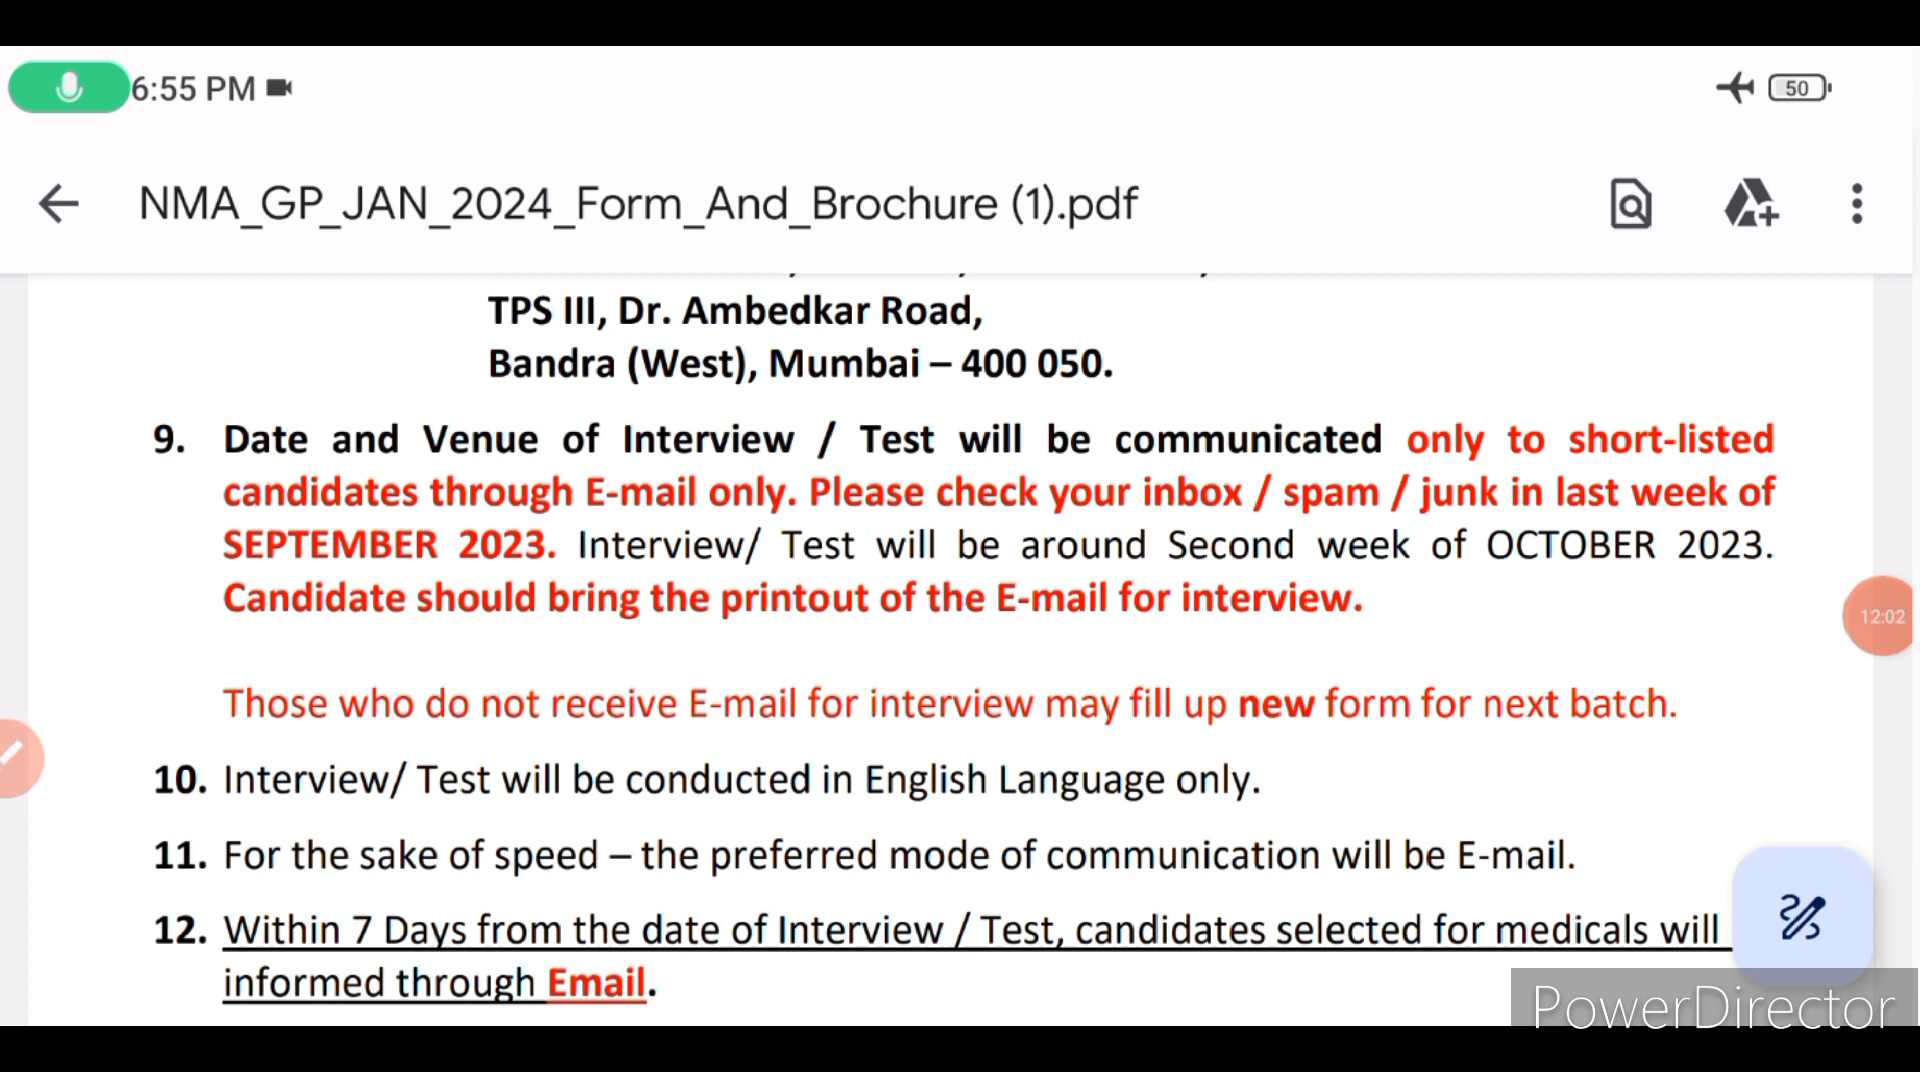 6:55 PM
50
NMA_GP_JAN_2024_Form_And_Brochure (1).pdf
TPS III, Dr. Ambedkar Road,
Bandra (West), Mumbai – 400 050.
9. Date and Venue of Interview / Test will be communicated only to short-listed
candidates through E-mail only. Please check your inbox / spam / junk in last week of
SEPTEMBER 2023. Interview/ Test will be around Second week of OCTOBER 2023.
Candidate should bring the printout of the E-mail for interview.
12:02
Those who do not receive E-mail for interview may fill up new form for next batch.
10. Interview/ Test will be conducted in English Language only.
11. For the sake of speed – the preferred mode of communication will be E-mail.
12. Within 7 Days from the date of Interview / Test, candidates selected for medicals will
informed through Email.
PowerDirector